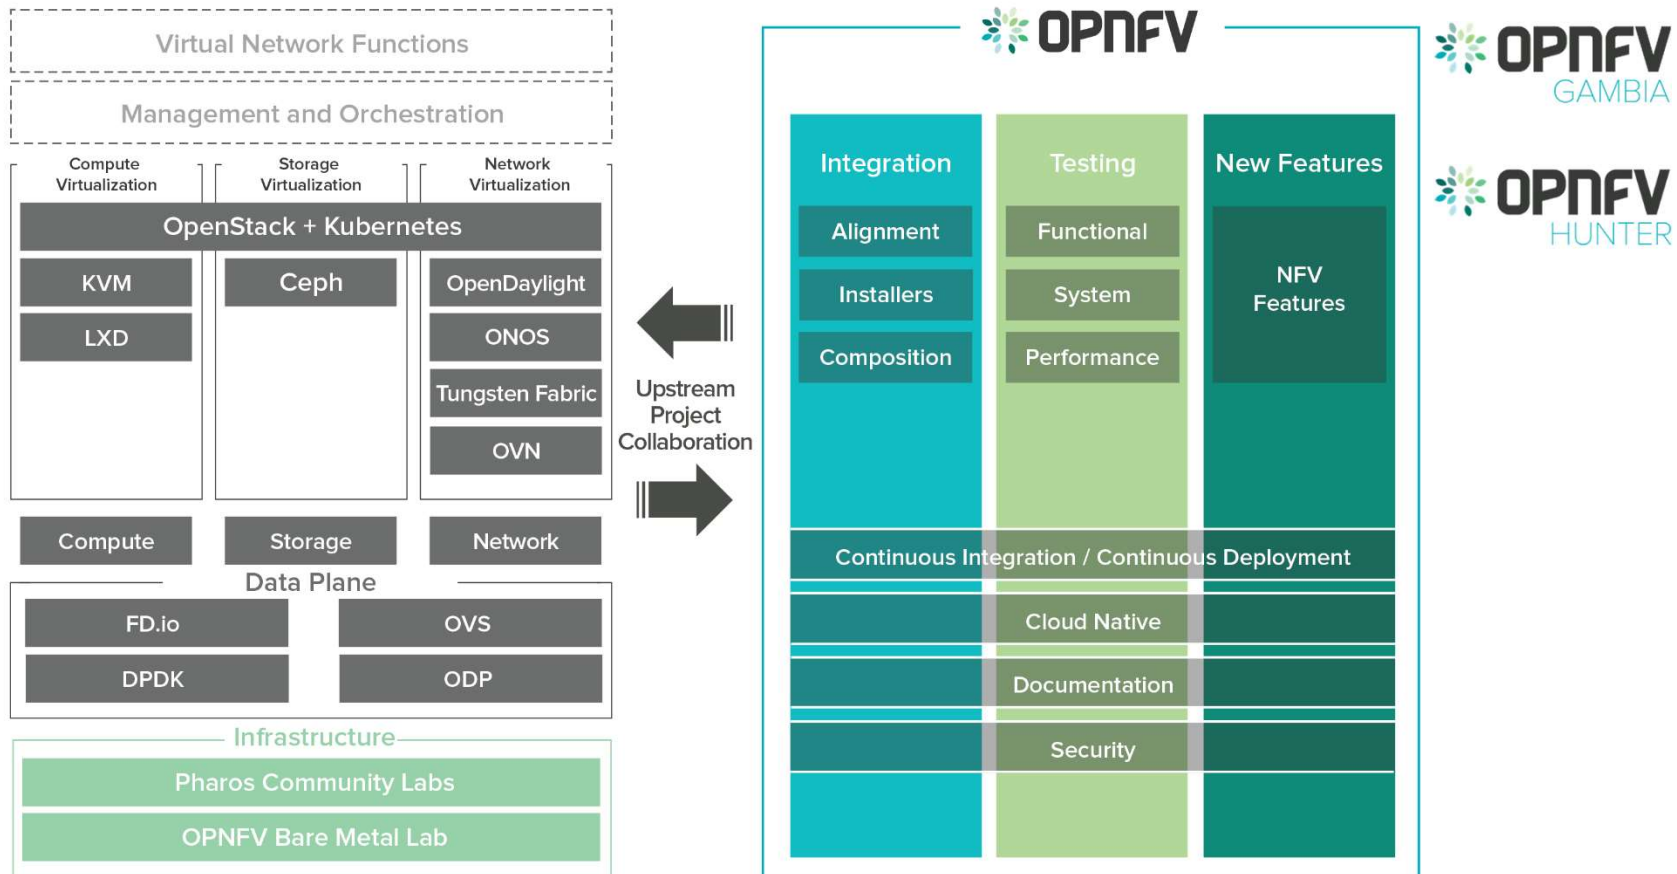 Virtual Network Functions
Management and Orchestration
Compute
Virtualization
Storage
Virtualization
Network
Virtualization
OpenStack + Kubernetes
KVM
Ceph
OpenDaylight
LXD
ONOS
Tungsten Fabric
OVN
Compute
Storage
Network
Data Plane
FD.io
OVS
DPDK
ODP
Infrastructure
Pharos Community Labs
OPNFV Bare Metal Lab
Upstream
Project
Collaboration
OPNFV
Integration
Testing
New Features
Alignment
Functional
NFV
Features
Installers
System
Composition
Performance
Continuous Integration / Continuous Deployment
Cloud Native
Documentation
Security
OPNFV
GAMBIA
OPNFV
HUNTER